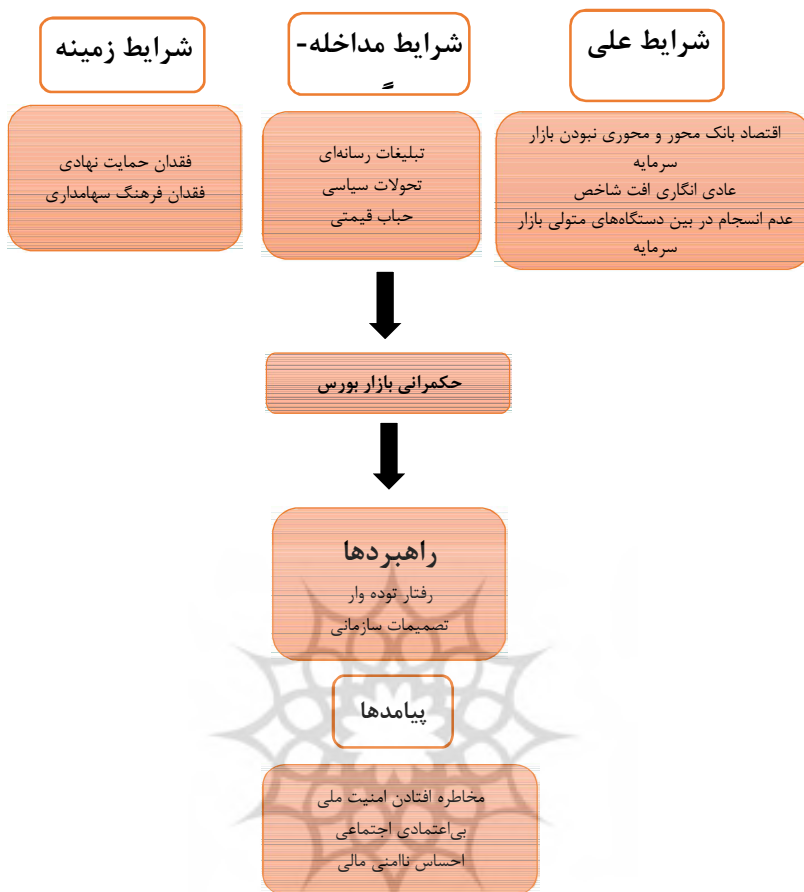 شرایط علی
اقتصاد بانک محور و محوری نبودن بازار
سرمایه
عادی انگاری افت شاخص
عدم انسجام در بین دستگاه‌های متولی بازار
سرمایه
شرایط مداخله-
تبلیغات رسانه‌ای
تحولات سیاسی
حباب قیمتی
شرایط زمینه
فقدان حمایت نهادی
فقدان فرهنگ سهامداری
حکمرانی بازار بورس
راهبردها
رفتار توده وار
تصمیمات سازمانی
پیامدها
مخاطره افتادن امنیت ملی
بی‌اعتمادی اجتماعی
احساس ناامنی مالی